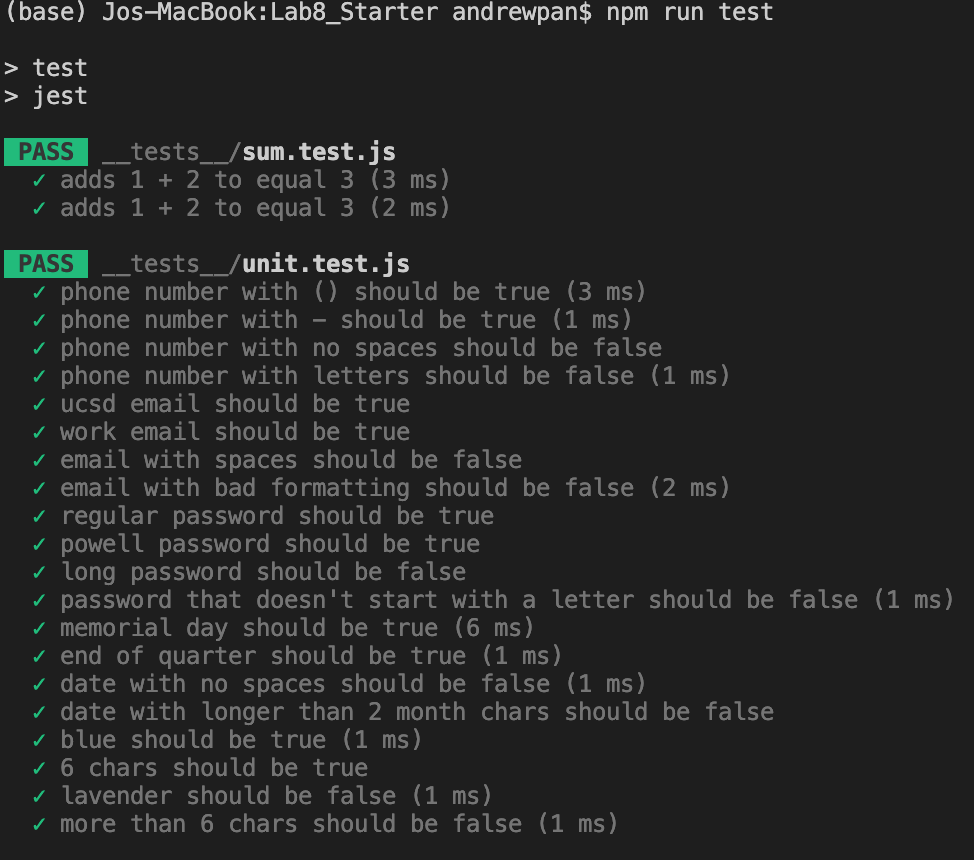 (base) Jos-MacBook:Lab8_Starter andrewpan$ npm run test
> test
> jest
PASS __tests__/sum.test.js
✓ adds 1 + 2 to equal 3 (3 ms)
✓ adds 1 + 2 to equal 3 (2 ms)
PASS __tests__/unit.test.js
✓ phone number with () should be true (3 ms)
✓ phone number with - should be true (1 ms)
✓ phone number with no spaces should be false
✓ phone number with letters should be false (1 ms)
✓ ucsd email should be true
✓ work email should be true
✓ email with spaces should be false
✓ email with bad formatting should be false (2 ms)
✓ regular password should be true
✓ powell password should be true
✓ long password should be false
✓ password that doesn't start with a letter should be false (1 ms)
✓ memorial day should be true (6 ms)
✓ end of quarter should be true (1 ms)
✓ date with no spaces should be false (1 ms)
✓ date with longer than 2 month chars should be false
✓ blue should be true (1 ms)
✓ 6 chars should be true
✓ lavender should be false (1 ms)
✓ more than 6 chars should be false (1 ms)